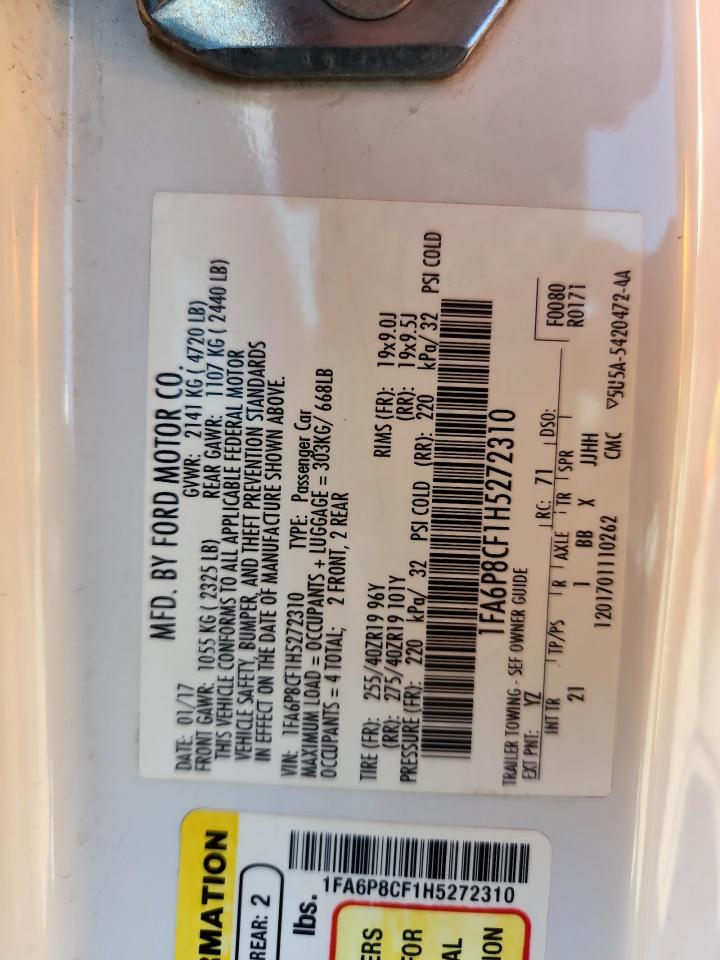 MFD. BY FORD MOTOR CO.
DATE: 01/17 GVWR: 2141 KG ( 4720 LB)
FRONT GAWR: 1055 KG ( 2325 LB) REAR GAWR: 1107 KG ( 2440 LB)
THIS VEHICLE CONFORMS TO ALL APPLICABLE FEDERAL MOTOR
VEHICLE SAFETY, BUMPER, AND THEFT PREVENTION STANDARDS
IN EFFECT ON THE DATE OF MANUFACTURE SHOWN ABOVE.
VIN: 1FA6P8CF1H5272310 TYPE: Passenger Car
MAXIMUM LOAD = OCCUPANTS + LUGGAGE = 303KG/ 668LB
OCCUPANTS = 4 TOTAL; 2 FRONT, 2 REAR
TIRE (FR): 255/40ZR19 96Y RIMS (FR): 19x9.0J
(RR): 275/40ZR19 101Y (RR): 19x9.5J
PRESSURE (FR): 220 kPa/ 32 PSI COLD (RR): 220 kPa/ 32 PSI COLD
1FA6P8CF1H5272310
TRAILER TOWING - SEE OWNER GUIDE
EXT PNT: YZ RC: 71 DSO: F0080
R0171
INT TR TP/PS R AXLE TR SPR
21 1 BB X JJHH
12017011110262 CMC ▽5U5A-5420472-4A
RMATION
REAR: 2
lbs.
1FA6P8CF1H5272310
ERS
FOR
AL
ION